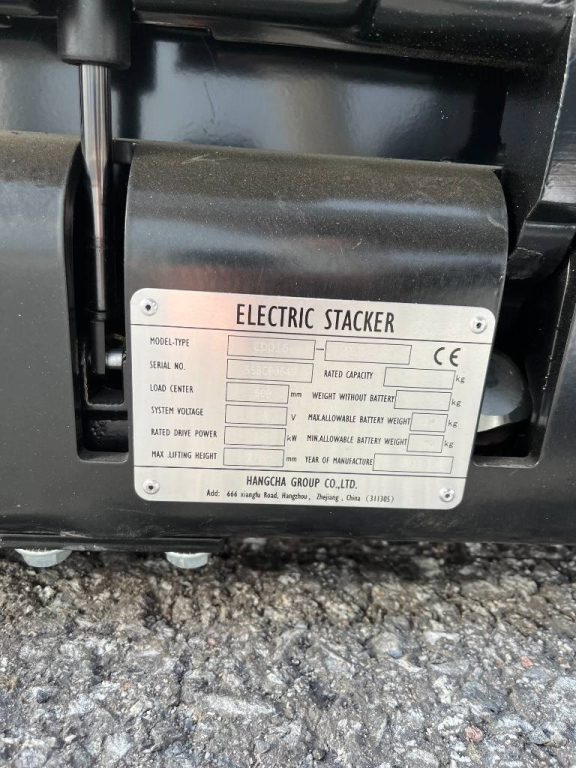 ELECTRIC STACKER
MODEL-TYPE - CE
SERIAL NO. RATED CAPACITY kg
LOAD CENTER mm WEIGHT WITHOUT BATTERY kg
SYSTEM VOLTAGE V MAX.ALLOWABLE BATTERY WEIGHT kg
RATED DRIVE POWER kW MIN.ALLOWABLE BATTERY WEIGHT kg
MAX .LIFTING HEIGHT mm YEAR OF MANUFACTURE
HANGCHA GROUP CO.,LTD.
Add: 666 xiangfu Road, Hangzhou, Zhejiang, China (311305)